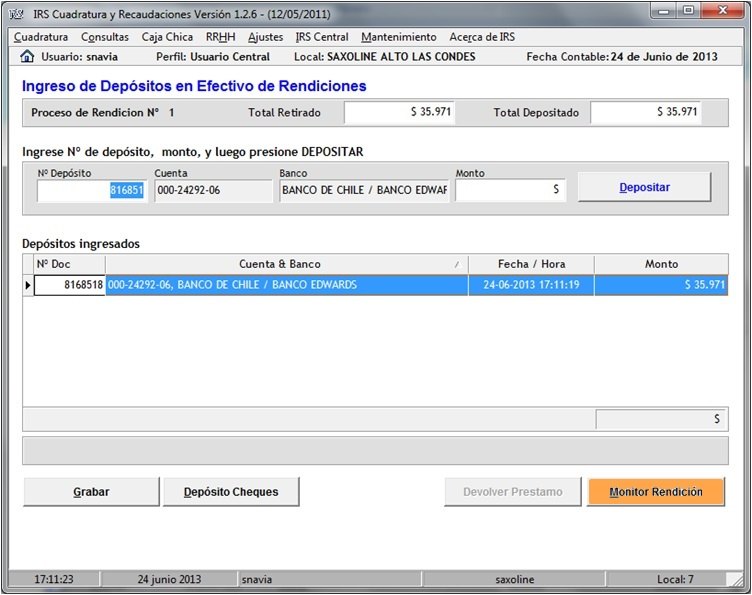 IRS Cuadratura y Recaudaciones Versión 1.2.6 - (12/05/2011)
Cuadratura Consultas Caja Chica RRHH Ajustes IRS Central Mantenimiento Acerca de IRS
Usuario: snavia Perfil: Usuario Central Local: SAXOLINE ALTO LAS CONDES Fecha Contable: 24 de Junio de 2013
Ingreso de Depósitos en Efectivo de Rendiciones
Proceso de Rendicion Nº 1 Total Retirado $ 35.971 Total Depositado $ 35.971
Ingrese Nº de depósito, monto, y luego presione DEPOSITAR
Nº Depósito Cuenta Banco Monto
816851 000-24292-06 BANCO DE CHILE / BANCO EDWAR $ Depositar
Depósitos ingresados
Nº Doc Cuenta & Banco Fecha / Hora Monto
8168518 000-24292-06, BANCO DE CHILE / BANCO EDWARDS 24-06-2013 17:11:19 $ 35.971
$
Grabar Depósito Cheques Devolver Prestamo Monitor Rendición
17:11:23 24 junio 2013 snavia saxoline Local: 7